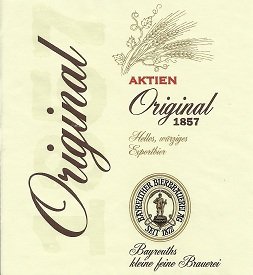 Original
AKTIEN
Original
1857
Helles, würziges
Exportbier
BAYREUTHER BIERBRAUEREI AG
SEIT 1872
Bayreuths
kleine feine Brauerei